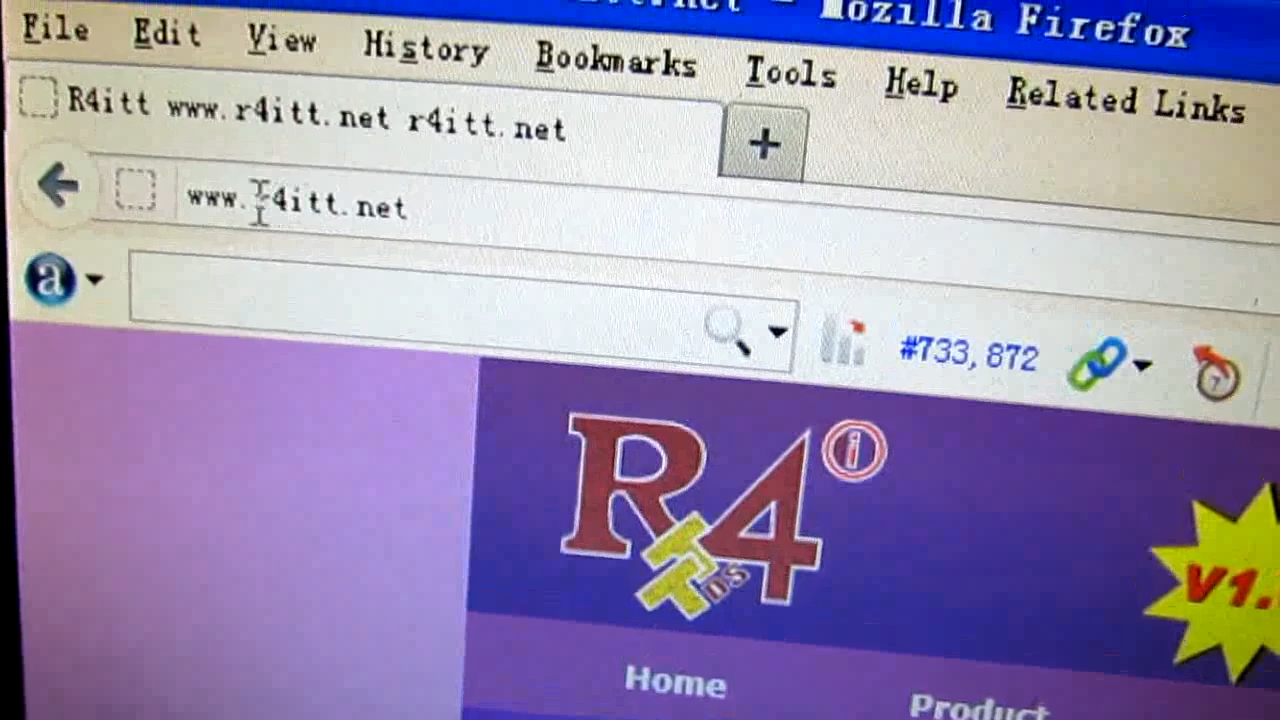 Mozilla Firefox
File Edit View History Bookmarks Tools Help Related Links
R4itt www.r4itt.net r4itt.net
+
www. 4itt.net
a
#733, 872
?
R4 i
TT DS
V1.
Home
Product